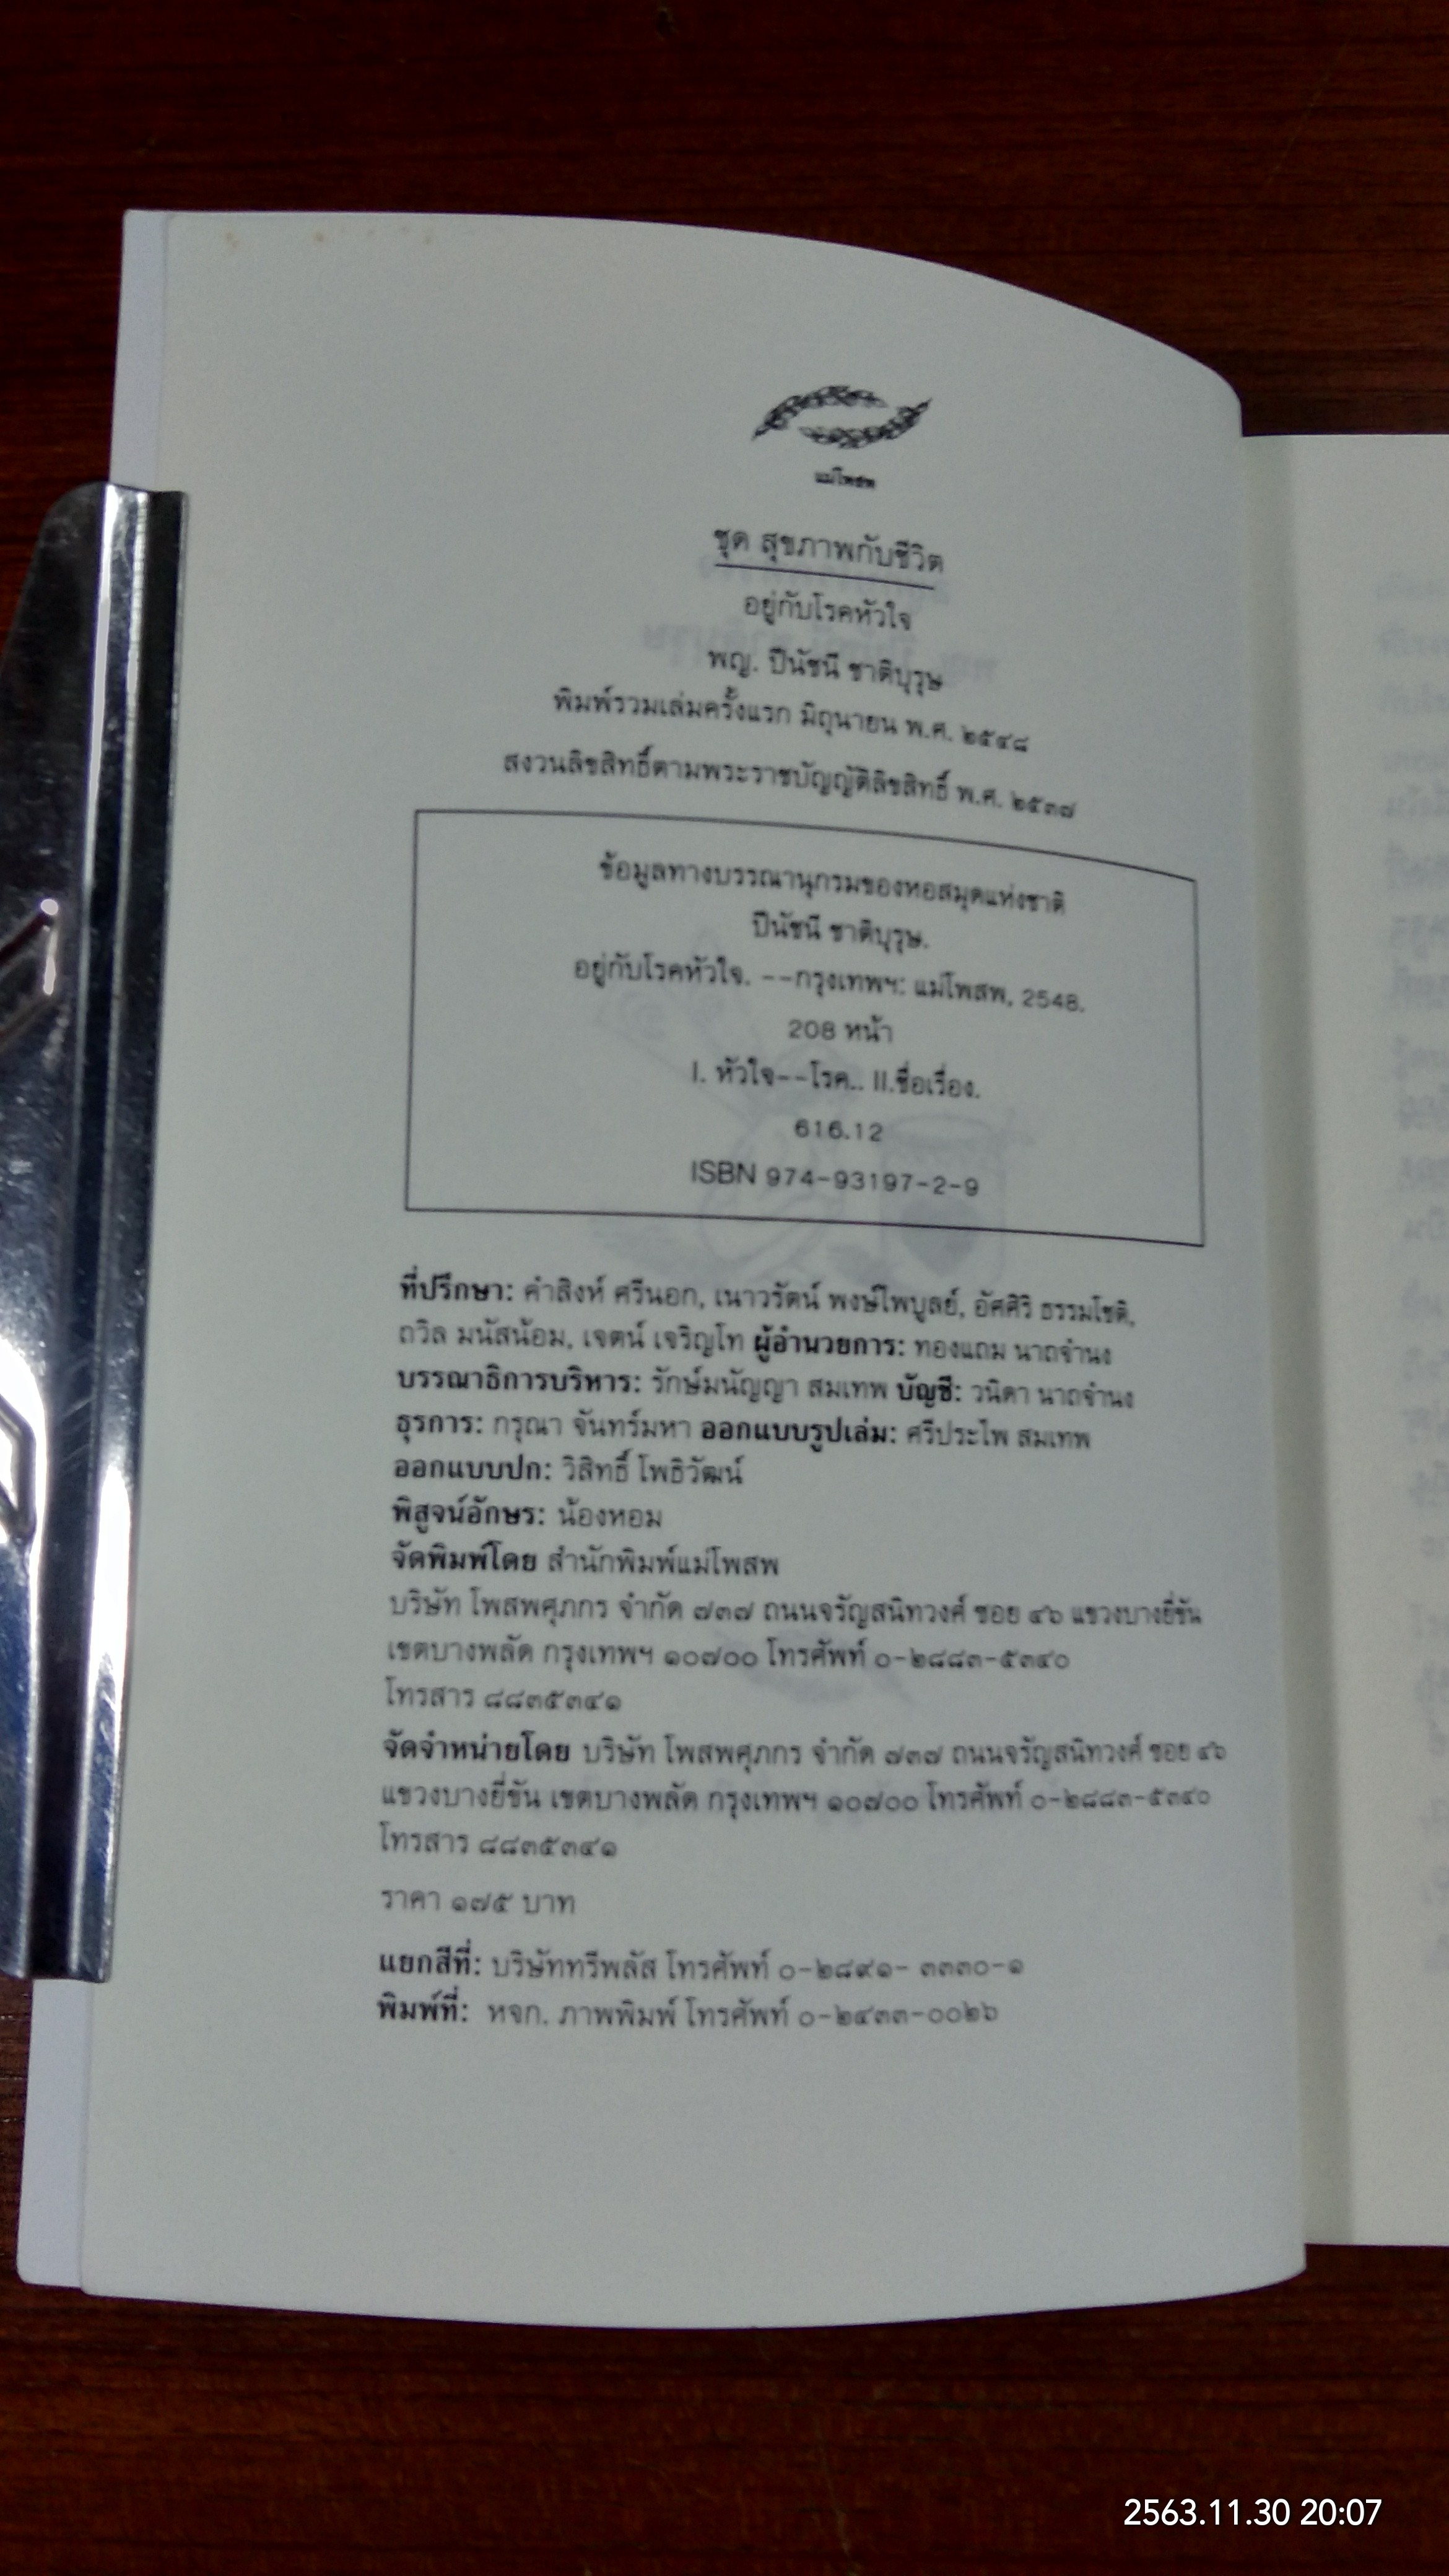 แม่โพสพ
ชุด สุขภาพกับชีวิต
อยู่กับโรคหัวใจ
พญ. ปีนัชนี ชาติบุรุษ
พิมพ์รวมเล่มครั้งแรก มิถุนายน พ.ศ. ๒๕๔๘
สงวนลิขสิทธิ์ตามพระราชบัญญัติลิขสิทธิ์ พ.ศ. ๒๕๓๗
ข้อมูลทางบรรณานุกรมของหอสมุดแห่งชาติ
ปีนัชนี ชาติบุรุษ.
อยู่กับโรคหัวใจ. --กรุงเทพฯ: แม่โพสพ, 2548.
208 หน้า
I. หัวใจ--โรค.. II.ชื่อเรื่อง.
616.12
ISBN 974-93197-2-9
ที่ปรึกษา: คำสิงห์ ศรีนอก, เนาวรัตน์ พงษ์ไพบูลย์, อัศศิริ ธรรมโชติ,
ถวิล มนัสน้อม, เจตน์ เจริญโท ผู้อำนวยการ: ทองแถม นาถจำนง
บรรณาธิการบริหาร: รักษ์มนัญญา สมเทพ บัญชี: วนิดา นาถจำนง
ธุรการ: กรุณา จันทร์มหา ออกแบบรูปเล่ม: ศรีประไพ สมเทพ
ออกแบบปก: วิสิทธิ์ โพธิวัฒน์
พิสูจน์อักษร: น้องหอม
จัดพิมพ์โดย สำนักพิมพ์แม่โพสพ
บริษัท โพสพศุภกร จำกัด ๗๓๗ ถนนจรัญสนิทวงศ์ ซอย ๔๖ แขวงบางยี่ขัน
เขตบางพลัด กรุงเทพฯ ๑๐๗๐๐ โทรศัพท์ ๐-๒๘๘๓-๕๓๔๐
โทรสาร ๘๘๓๕๓๔๑
จัดจำหน่ายโดย บริษัท โพสพศุภกร จำกัด ๗๓๗ ถนนจรัญสนิทวงศ์ ซอย ๔๖
แขวงบางยี่ขัน เขตบางพลัด กรุงเทพฯ ๑๐๗๐๐ โทรศัพท์ ๐-๒๘๘๓-๕๓๔๐
โทรสาร ๘๘๓๕๓๔๑
ราคา ๑๗๕ บาท
แยกสีที่: บริษัททรีพลัส โทรศัพท์ ๐-๒๘๙๑- ๓๓๓๐-๑
พิมพ์ที่: หจก. ภาพพิมพ์ โทรศัพท์ ๐-๒๔๓๓-๐๐๒๖
2563.11.30 20:07